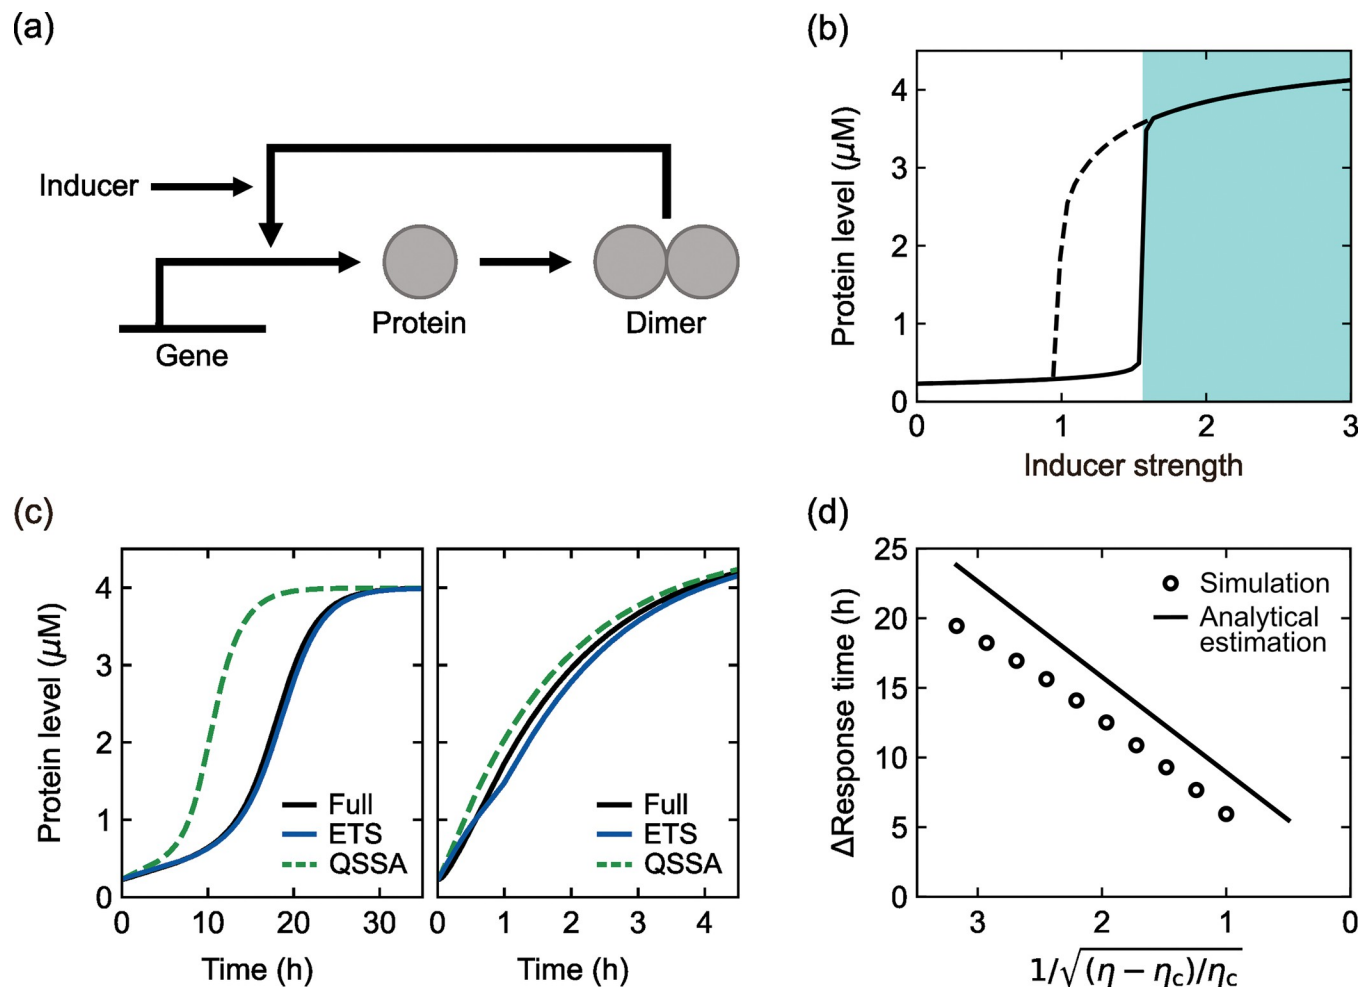 (a)
Inducer
Protein
Dimer
Gene
(b)
Protein level (μM)
4
3
2
1
0
0 1 2 3
Inducer strength
(c)
Protein level (μM)
4
3
2
1
0
Full
ETS
QSSA
0 10 20 30
Time (h)
Full
ETS
QSSA
0 1 2 3 4
Time (h)
(d)
ΔResponse time (h)
25
20
15
10
5
0
Simulation
Analytical
estimation
3 2 1 0
1/√(η − η_c)/η_c